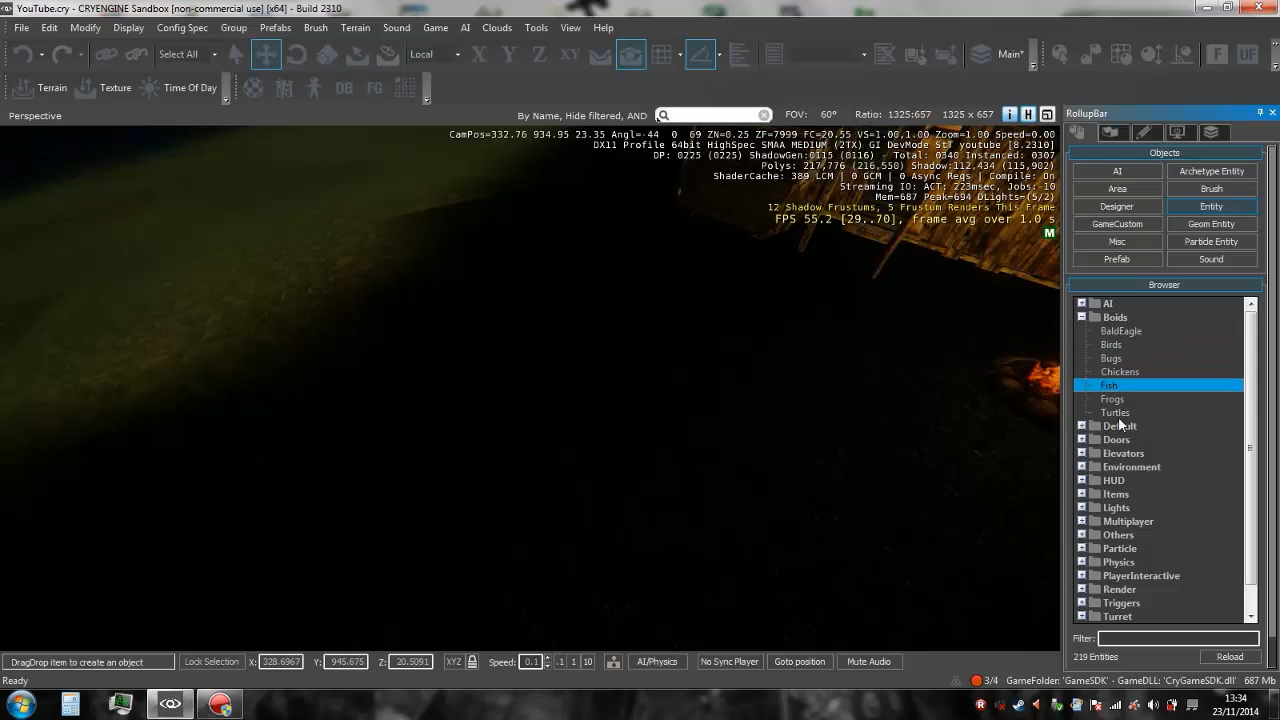 YouTube.cry - CRYENGINE Sandbox [non-commercial use] [x64] - Build 2310
File Edit Modify Display Config Spec Group Prefabs Brush Terrain Sound Game AI Clouds Tools View Help
Select All Local X Y Z XY Main* F UF
Terrain Texture Time Of Day DB FG
Perspective By Name, Hide filtered, AND FOV: 60° Ratio: 1325:657 1325 x 657 i H
CamPos=332.76 934.95 23.35 Angl=-44 0 69 ZN=0.25 ZF=7999 FC=20.55 VS=1.00,1.00 Zoom=1.00 Speed=0.00
DX11 Profile 64bit HighSpec SMAA MEDIUM (2TX) GI DevMode StT youtube [8.2310]
DP: 0225 (0225) ShadowGen:0115 (0116) - Total: 0340 Instanced: 0307
Polys: 217,776 (216,550) Shadow:112,434 (115,902)
ShaderCache: 389 LCM | 0 GCM | 0 Async Reqs | Compile: On
Streaming IO: ACT: 223msec, Jobs:-10
Mem=687 Peak=694 DLights=(5/2)
12 Shadow Frustums, 5 Frustum Renders This Frame
FPS 55.2 [29..70], frame avg over 1.0 s
M
RollupBar
Objects
AI Archetype Entity
Area Brush
Designer Entity
GameCustom Geom Entity
Misc Particle Entity
Prefab Sound
Browser
AI
Boids
BaldEagle
Birds
Bugs
Chickens
Fish
Frogs
Turtles
Default
Doors
Elevators
Environment
HUD
Items
Lights
Multiplayer
Others
Particle
Physics
PlayerInteractive
Render
Triggers
Turret
Filter:
219 Entities Reload
DragDrop item to create an object Lock Selection X: 328.6967 Y: 945.675 Z: 20.5091 XYZ Speed: 0.1 .1 1 10 AI/Physics No Sync Player Goto position Mute Audio
Ready 3/4 GameFolder: 'GameSDK' - GameDLL: 'CryGameSDK.dll' 687 Mb
13:34
23/11/2014